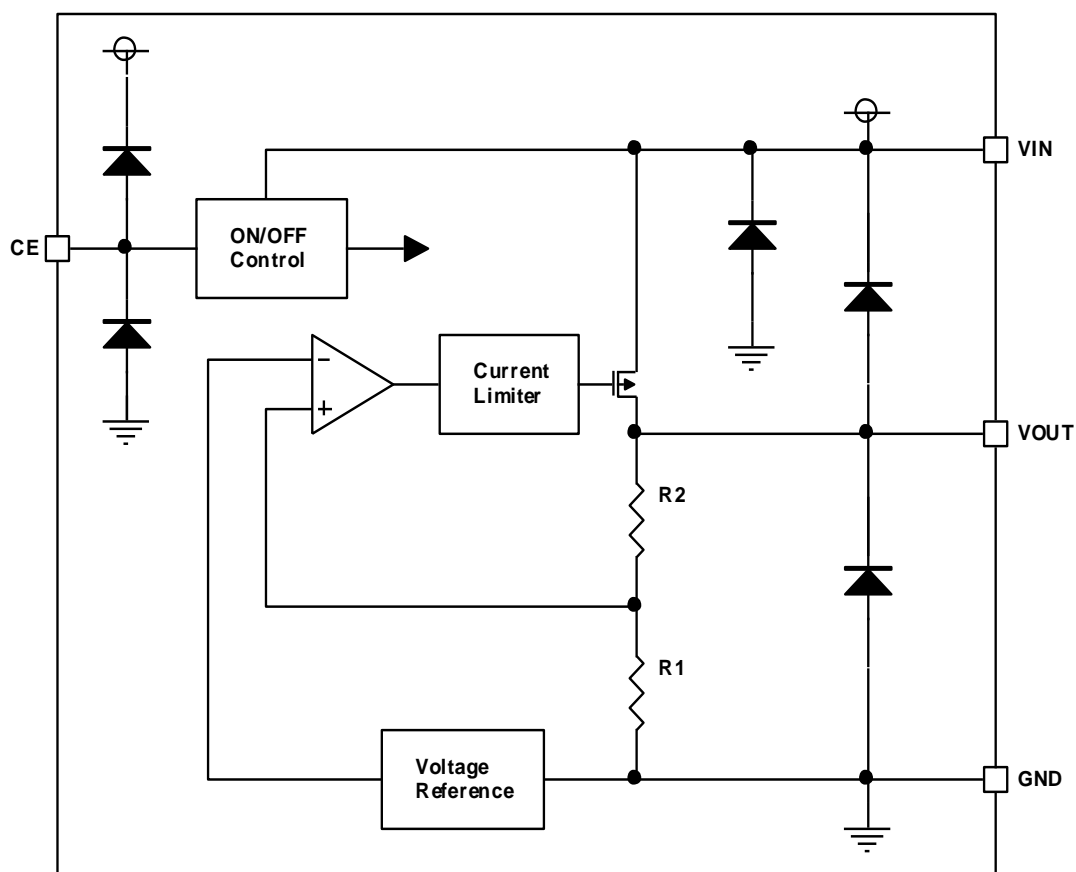 VIN
CE
ON/OFF
Control
−
+
Current
Limiter
VOUT
R2
R1
Voltage
Reference
GND